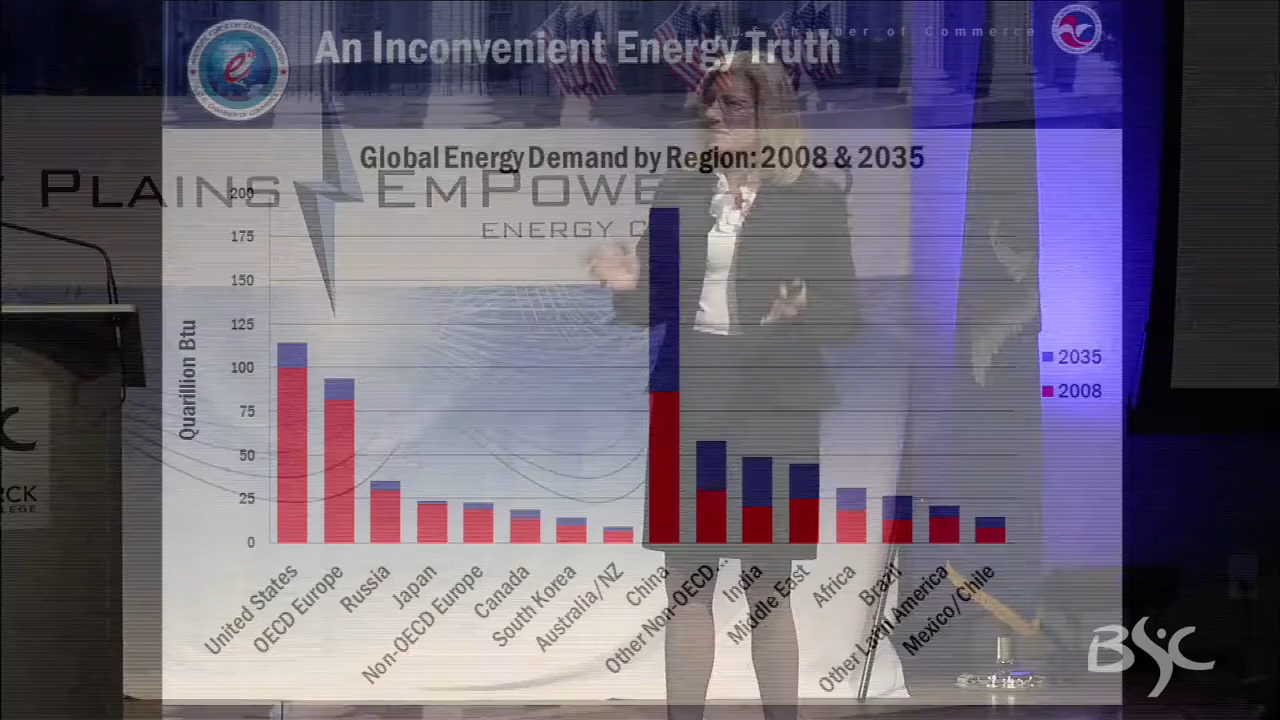 U.S. Chamber of Commerce
An Inconvenient Energy Truth
e
Global Energy Demand by Region: 2008 & 2035
PLAINS EMPOWE
ENERGY C
Quarillion Btu
200
175
150
125
100
75
50
25
0
2035
2008
United States
OECD Europe
Russia
Japan
Non-OECD Europe
Canada
South Korea
Australia/NZ
China
Other Non-OECD...
India
Middle East
Africa
Brazil
Other Latin America
Mexico/Chile
RCK
LEGE
BSC